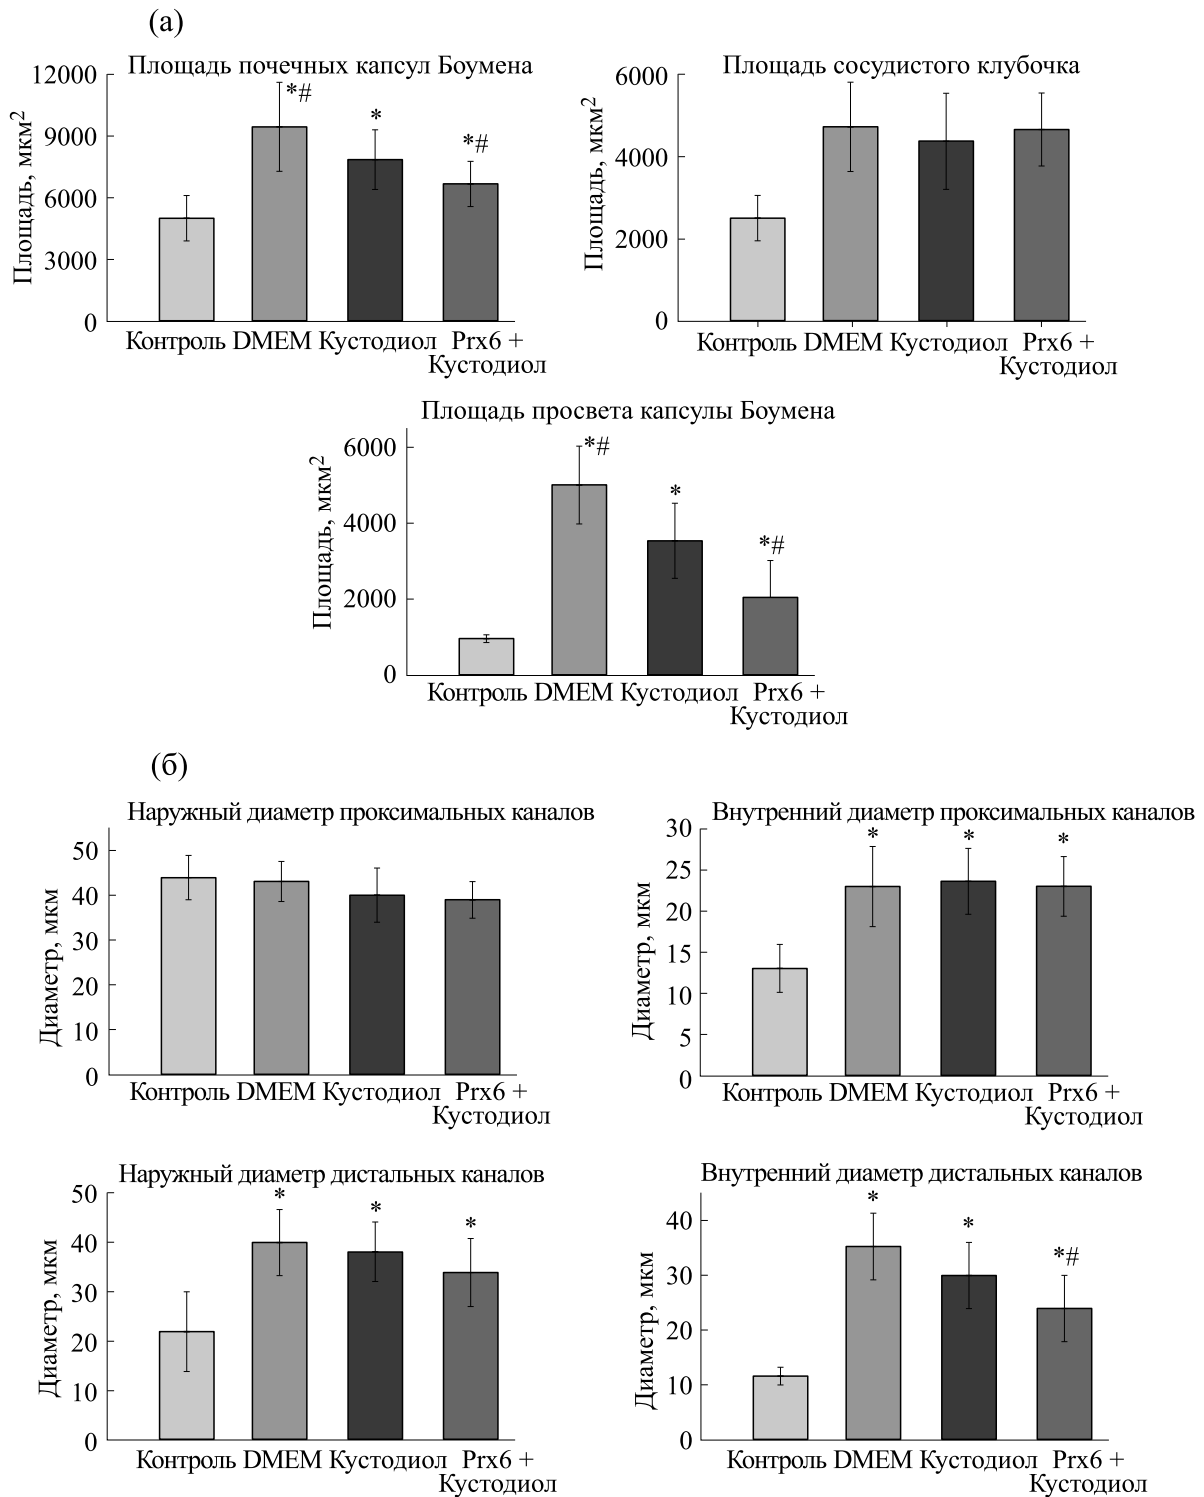 (а)
Площадь почечных капсул Боумена
Площадь, мкм2
12000
9000
6000
3000
0
*#
*
*#
Контроль DMEM Кустодиол Prx6 +
Кустодиол
Площадь сосудистого клубочка
Площадь, мкм2
6000
4000
2000
0
Контроль DMEM Кустодиол Prx6 +
Кустодиол
Площадь просвета капсулы Боумена
Площадь, мкм2
6000
4000
2000
0
*#
*
*#
Контроль DMEM Кустодиол Prx6 +
Кустодиол
(б)
Наружный диаметр проксимальных каналов
Диаметр, мкм
50
40
30
20
10
0
Контроль DMEM Кустодиол Prx6 +
Кустодиол
Внутренний диаметр проксимальных каналов
Диаметр, мкм
30
25
20
15
10
5
0
*
*
*
Контроль DMEM Кустодиол Prx6 +
Кустодиол
Наружный диаметр дистальных каналов
Диаметр, мкм
50
40
30
20
10
0
*
*
*
Контроль DMEM Кустодиол Prx6 +
Кустодиол
Внутренний диаметр дистальных каналов
Диаметр, мкм
40
30
20
10
0
*
*
*#
Контроль DMEM Кустодиол Prx6 +
Кустодиол